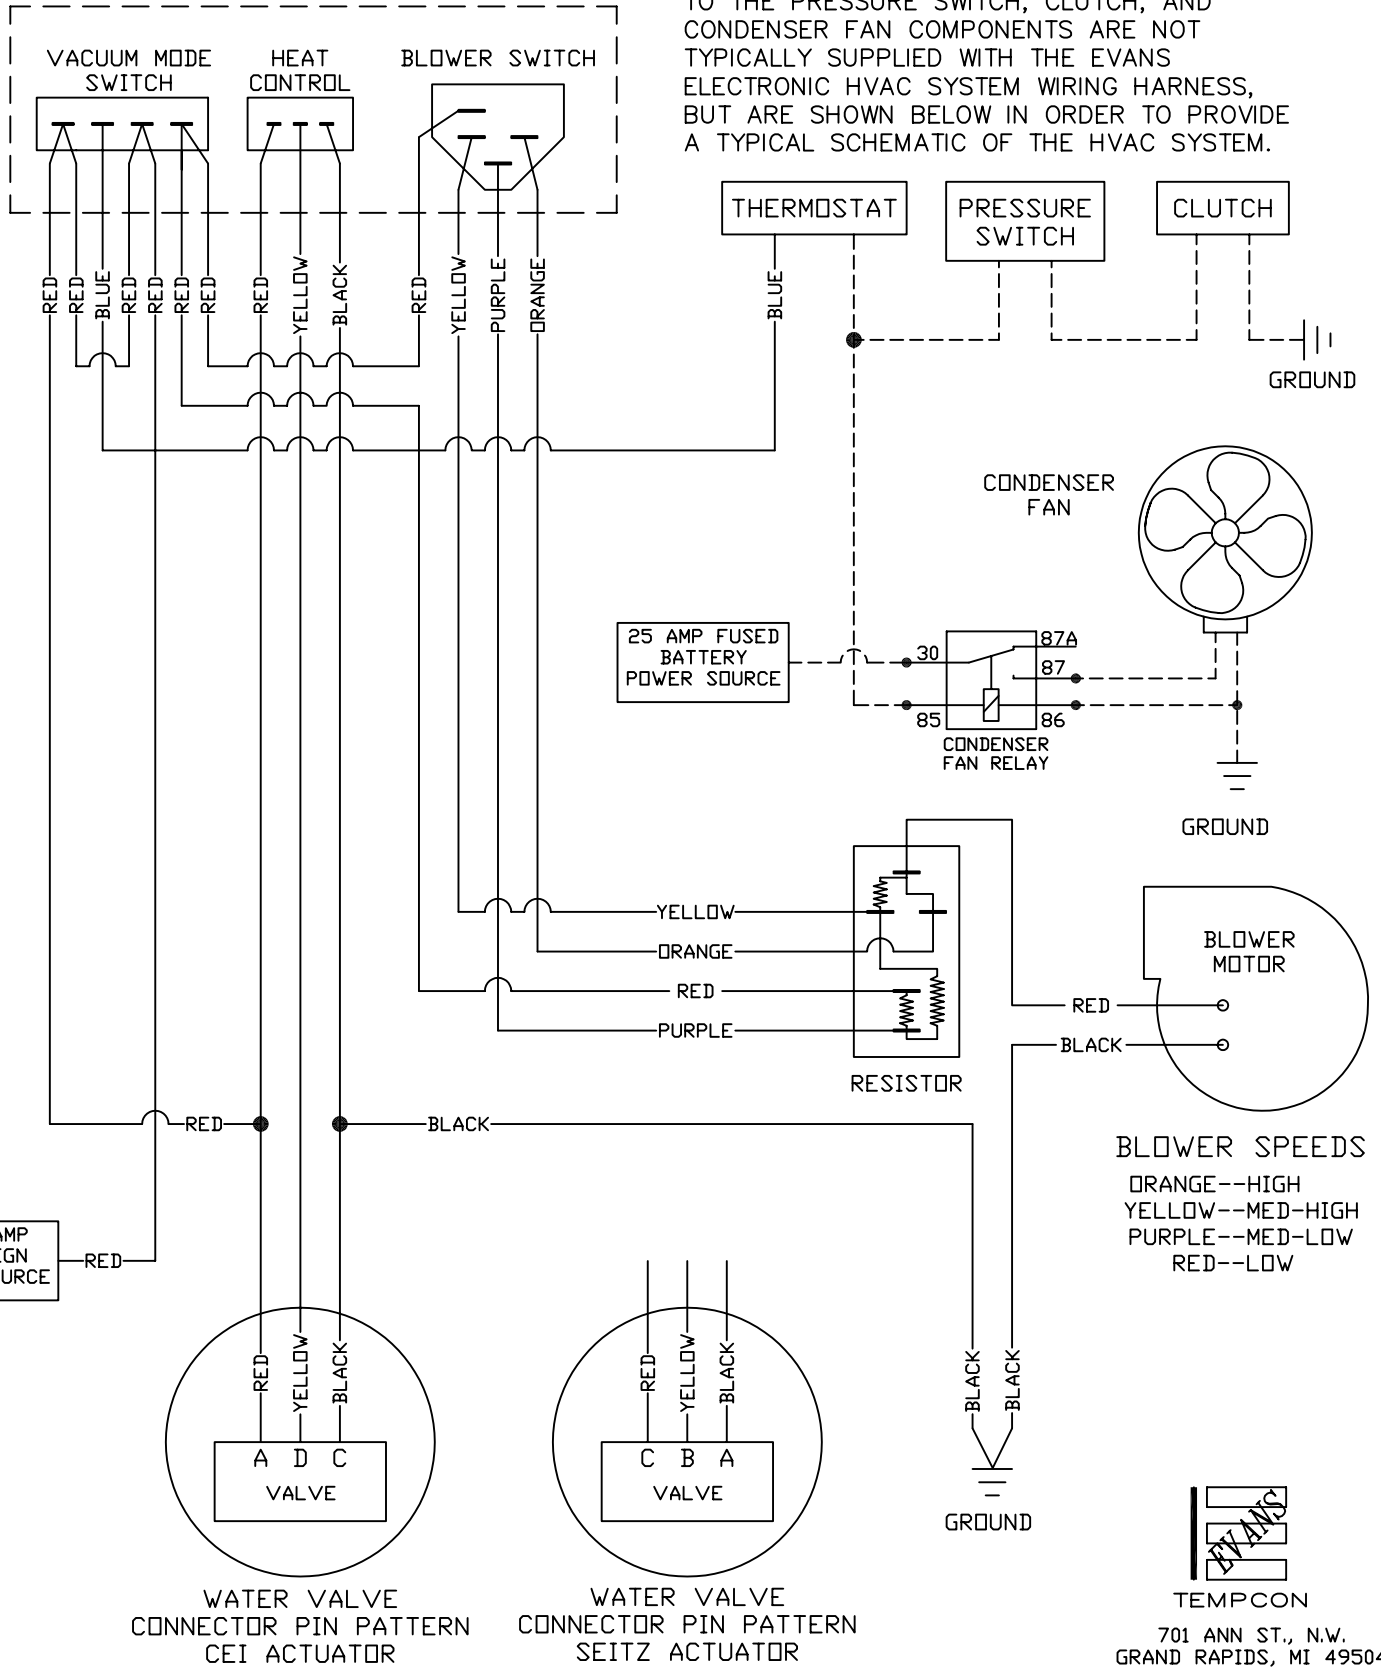 TO THE PRESSURE SWITCH, CLUTCH, AND
CONDENSER FAN COMPONENTS ARE NOT
TYPICALLY SUPPLIED WITH THE EVANS
ELECTRONIC HVAC SYSTEM WIRING HARNESS,
BUT ARE SHOWN BELOW IN ORDER TO PROVIDE
A TYPICAL SCHEMATIC OF THE HVAC SYSTEM.
VACUUM MODE
SWITCH
HEAT
CONTROL
BLOWER SWITCH
THERMOSTAT
PRESSURE
SWITCH
CLUTCH
RED
RED
BLUE
RED
RED
RED
RED
RED
YELLOW
BLACK
RED
YELLOW
PURPLE
ORANGE
BLUE
GROUND
CONDENSER
FAN
25 AMP FUSED
BATTERY
POWER SOURCE
30
87A
87
85
86
CONDENSER
FAN RELAY
GROUND
YELLOW
ORANGE
RED
PURPLE
RESISTOR
BLOWER
MOTOR
RED
BLACK
RED
BLACK
BLOWER SPEEDS
ORANGE--HIGH
YELLOW--MED-HIGH
PURPLE--MED-LOW
RED--LOW
AMP
IGN
URCE
RED
RED
YELLOW
BLACK
A D C
VALVE
WATER VALVE
CONNECTOR PIN PATTERN
CEI ACTUATOR
RED
YELLOW
BLACK
C B A
VALVE
WATER VALVE
CONNECTOR PIN PATTERN
SEITZ ACTUATOR
BLACK
BLACK
GROUND
EVANS
TEMPCON
701 ANN ST., N.W.
GRAND RAPIDS, MI 49504